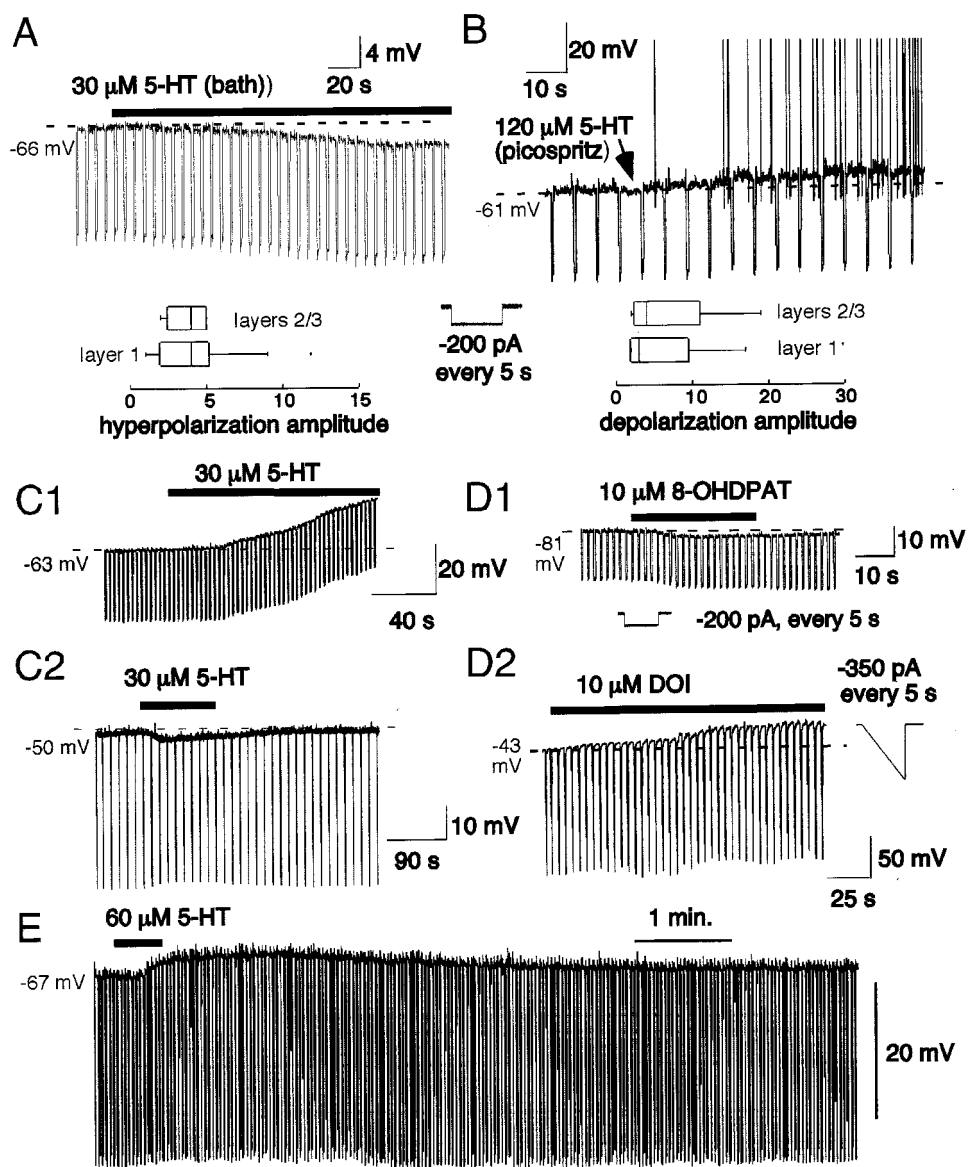 A
4 mV
20 s
30 µM 5-HT (bath))
-66 mV
B
20 mV
10 s
120 µM 5-HT
(picospritz)
-61 mV
layers 2/3
layer 1
0 5 10 15
hyperpolarization amplitude
-200 pA
every 5 s
layers 2/3
layer 1'
0 10 20 30
depolarization amplitude
C1
30 µM 5-HT
-63 mV
20 mV
40 s
D1
10 µM 8-OHDPAT
-81
mV
10 mV
10 s
-200 pA, every 5 s
C2
30 µM 5-HT
-50 mV
10 mV
90 s
D2
10 µM DOI
-350 pA
every 5 s
-43
mV
50 mV
25 s
E
60 µM 5-HT
1 min.
-67 mV
20 mV